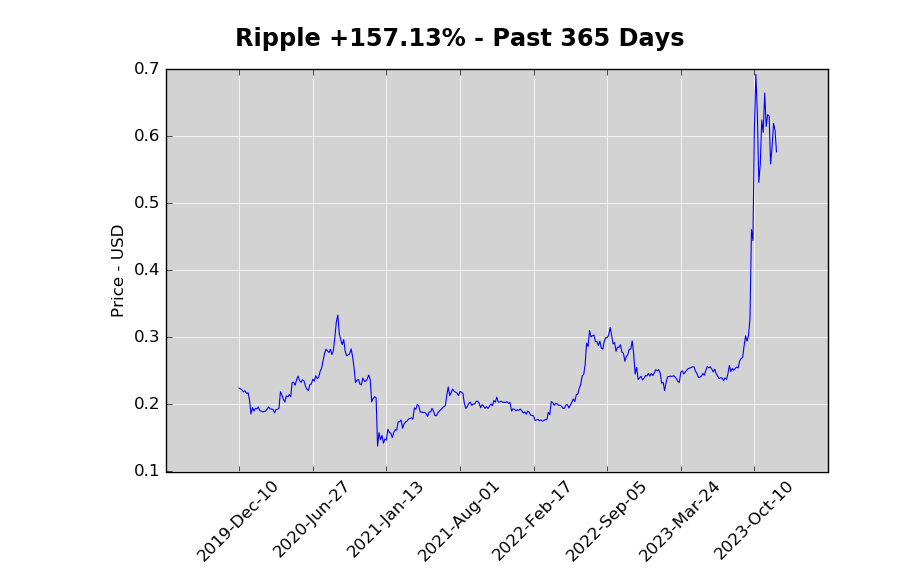 Ripple +157.13% - Past 365 Days
0.7
0.6
0.5
0.4
0.3
0.2
0.1
Price - USD
2019-Dec-10
2020-Jun-27
2021-Jan-13
2021-Aug-01
2022-Feb-17
2022-Sep-05
2023-Mar-24
2023-Oct-10